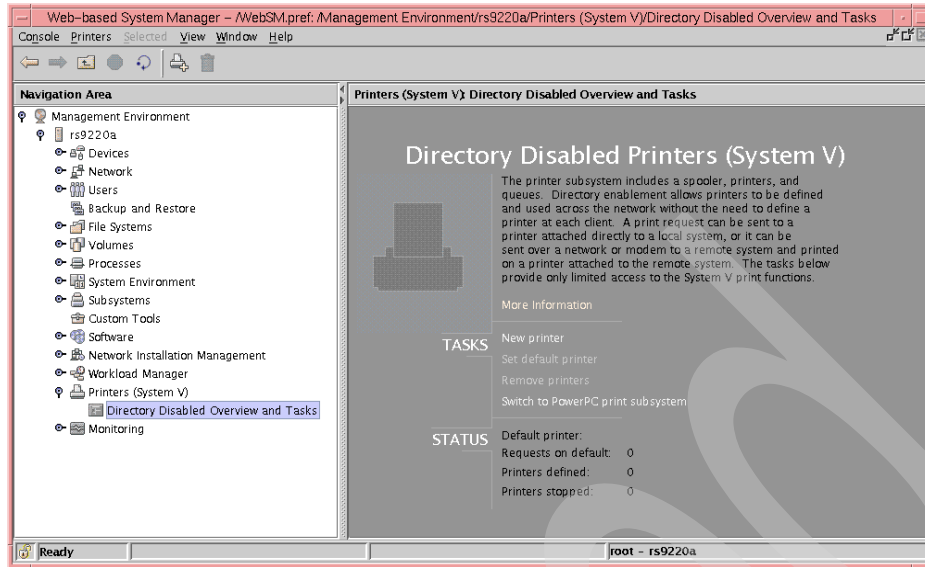 Web-based System Manager - /WebSM.pref: /Management Environment/rs9220a/Printers (System V)/Directory Disabled Overview and Tasks
Console Printers Selected View Window Help
Navigation Area
Printers (System V): Directory Disabled Overview and Tasks
Management Environment
rs9220a
Devices
Network
Users
Backup and Restore
File Systems
Volumes
Processes
System Environment
Subsystems
Custom Tools
Software
Network Installation Management
Workload Manager
Printers (System V)
Directory Disabled Overview and Tasks
Monitoring
Directory Disabled Printers (System V)
The printer subsystem includes a spooler, printers, and
queues. Directory enablement allows printers to be defined
and used across the network without the need to define a
printer at each client. A print request can be sent to a
printer attached directly to a local system, or it can be
sent over a network or modem to a remote system and printed
on a printer attached to the remote system. The tasks below
provide only limited access to the System V print functions.
More Information
TASKS
New printer
Set default printer
Remove printers
Switch to PowerPC print subsystem
STATUS
Default printer:
Requests on default: 0
Printers defined: 0
Printers stopped: 0
Ready
root - rs9220a